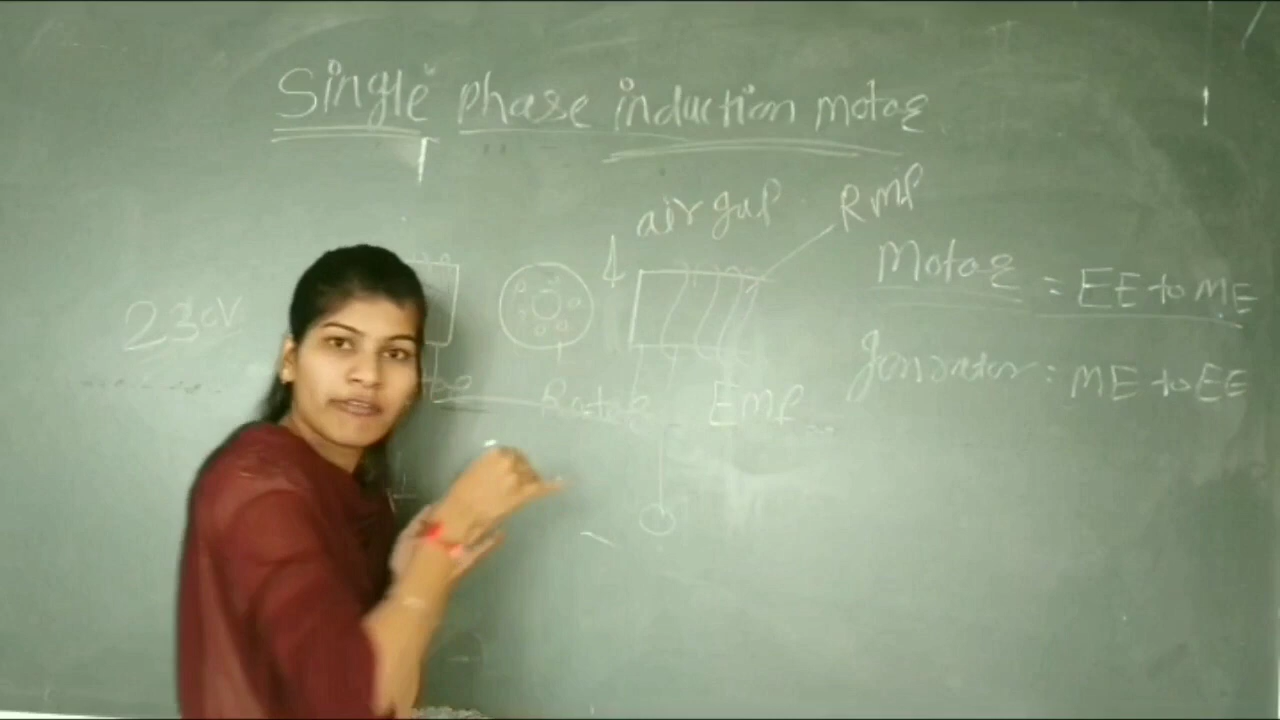 Single phase induction motor
air gap RMF
Motor = EE to ME
230V
Generator : ME to EE
Rotor EMF